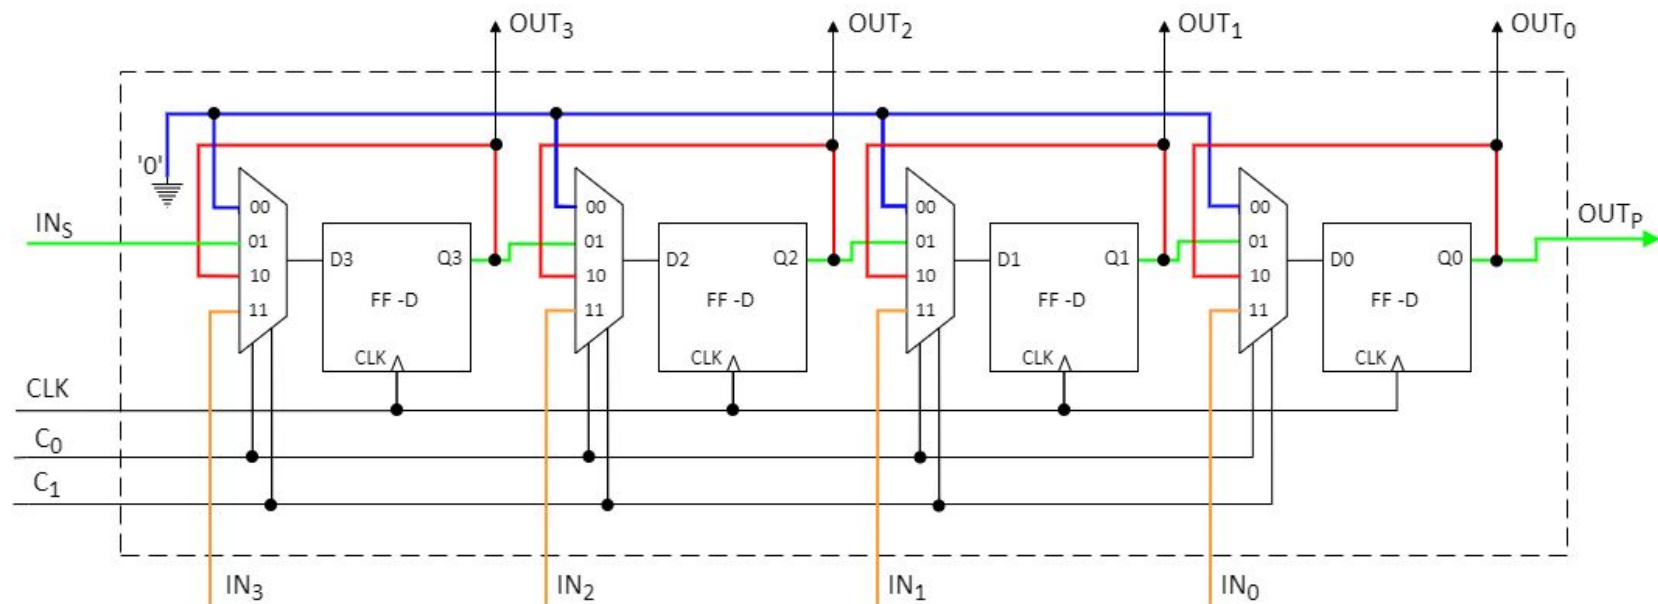 OUT3 OUT2 OUT1 OUT0
'0'
00 00 00 00
INS 01 01 01 01 OUTP
D3 Q3 D2 Q2 D1 Q1 D0 Q0
10 10 10 10
11 FF -D 11 FF -D 11 FF -D 11 FF -D
CLK CLK CLK CLK
CLK
C0
C1
IN3 IN2 IN1 IN0